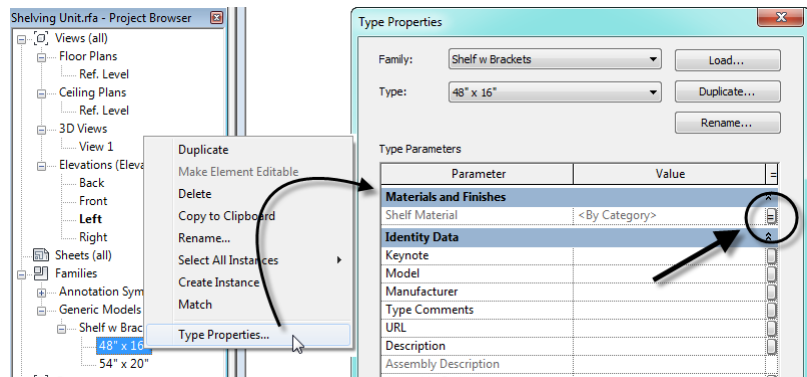 Shelving Unit.rfa - Project Browser
Views (all)
Floor Plans
Ref. Level
Ceiling Plans
Ref. Level
3D Views
View 1
Elevations (Eleva
Back
Front
Left
Right
Sheets (all)
Families
Annotation Sym
Generic Models
Shelf w Brac
48" x 16"
54" x 20"
Duplicate
Make Element Editable
Delete
Copy to Clipboard
Rename...
Select All Instances
Create Instance
Match
Type Properties...
Type Properties
Family: Shelf w Brackets Load...
Type: 48" x 16" Duplicate...
Rename...
Type Parameters
Parameter Value =
Materials and Finishes
Shelf Material <By Category> =
Identity Data
Keynote
Model
Manufacturer
Type Comments
URL
Description
Assembly Description